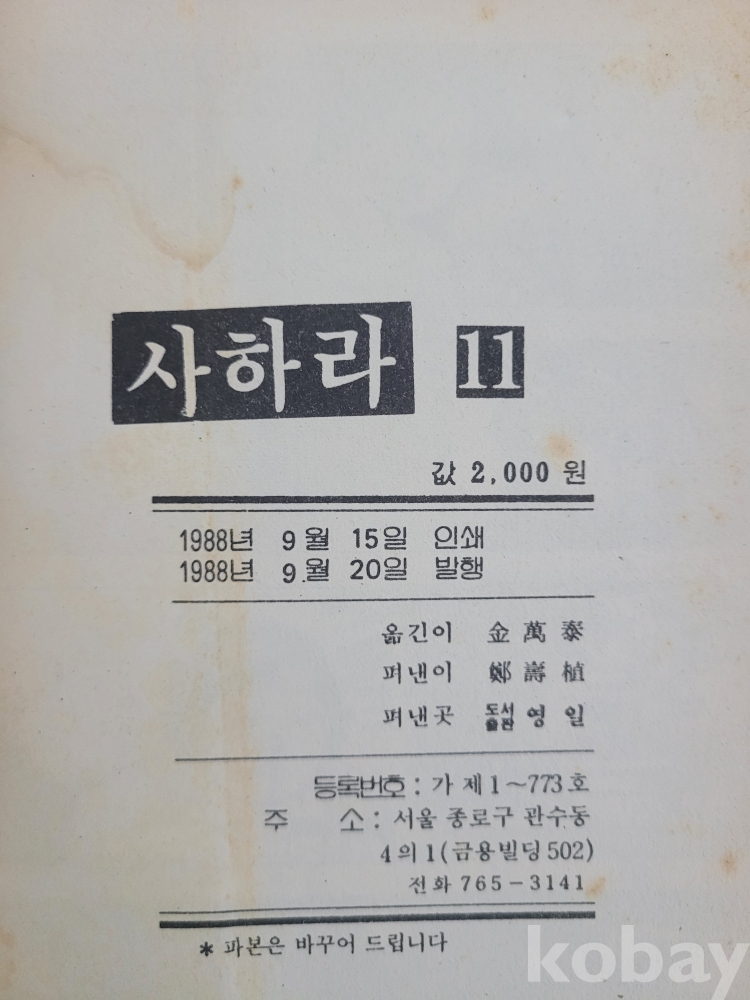 사하라 11
값 2,000 원
1988년 9월 15일 인쇄
1988년 9월 20일 발행
옮긴이 金萬泰
펴낸이 鄭壽植
펴낸곳 도서출판 영일
등록번호 : 가 제1~773호
주 소 : 서울 종로구 관수동
4의 1(금용빌딩 502)
전화 765-3141
* 파본은 바꾸어 드립니다
kobay